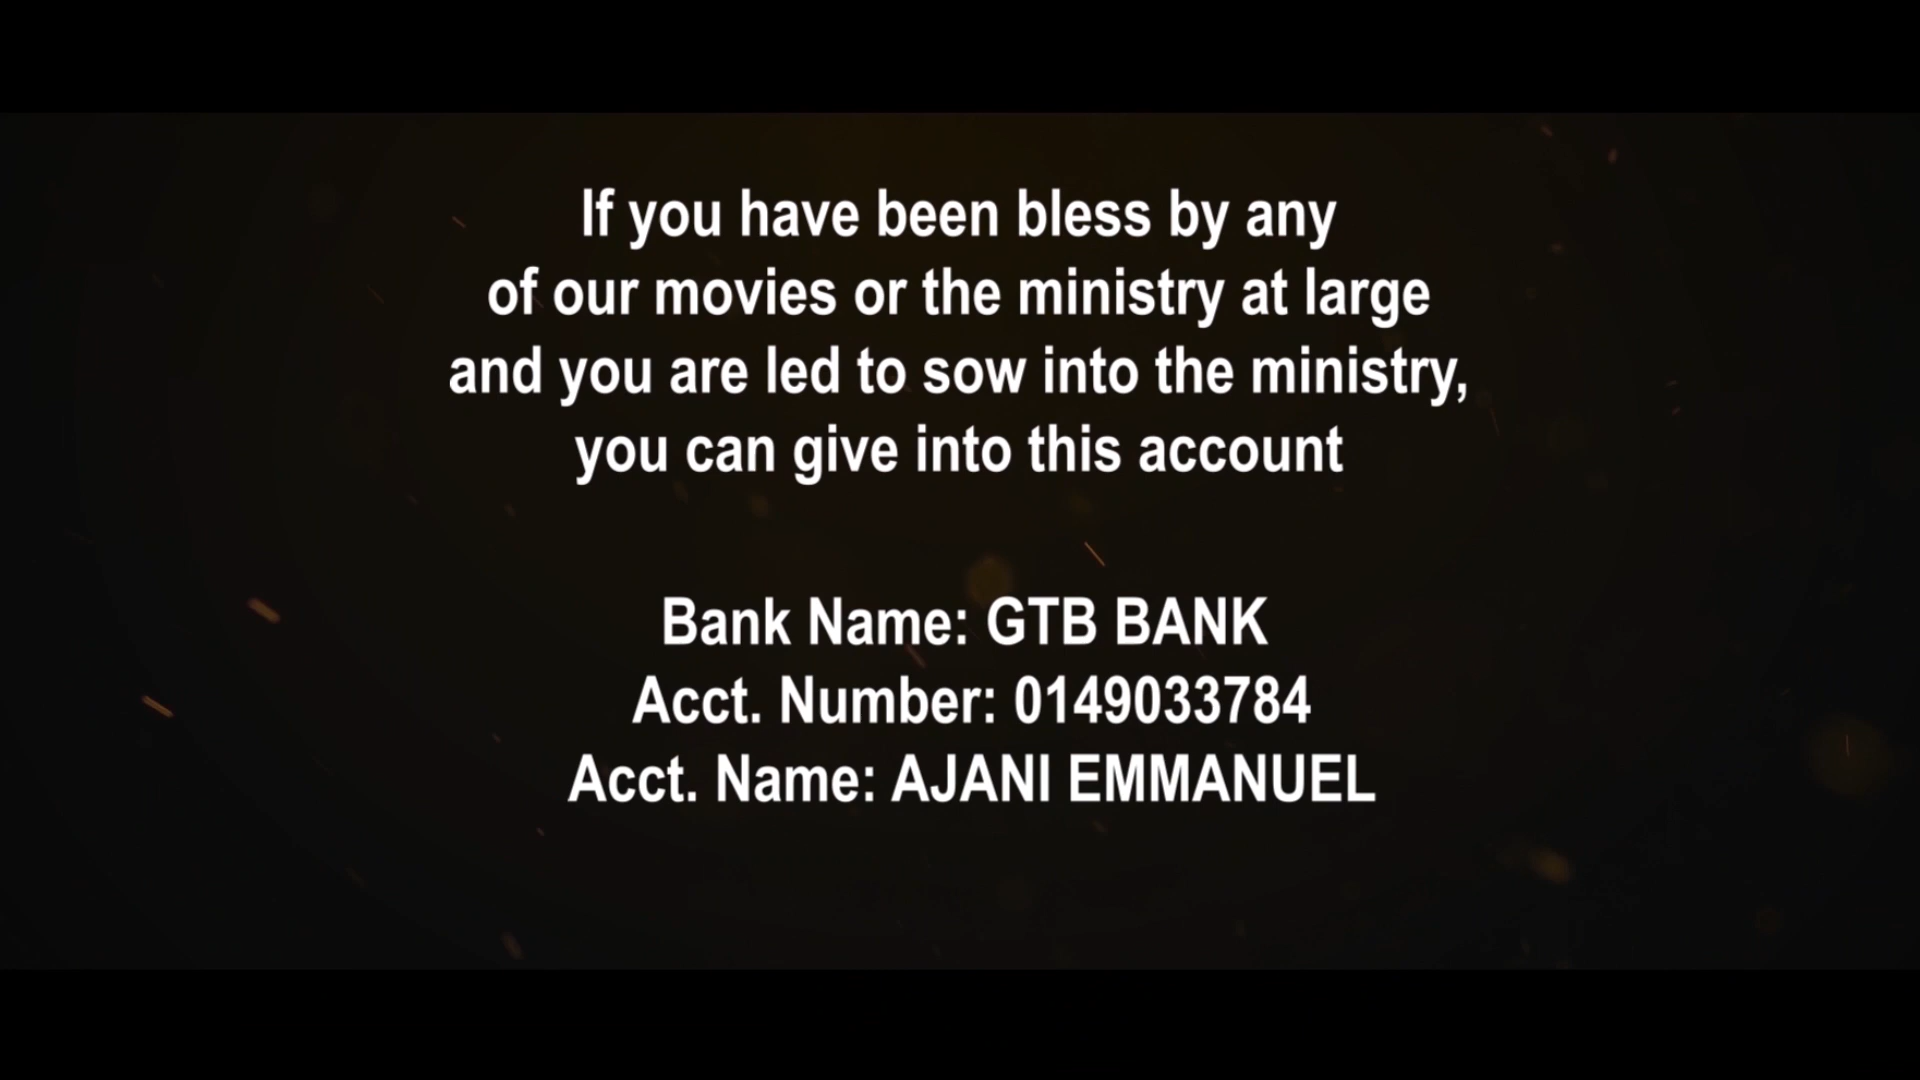 If you have been bless by any
of our movies or the ministry at large
and you are led to sow into the ministry,
you can give into this account
Bank Name: GTB BANK
Acct. Number: 0149033784
Acct. Name: AJANI EMMANUEL